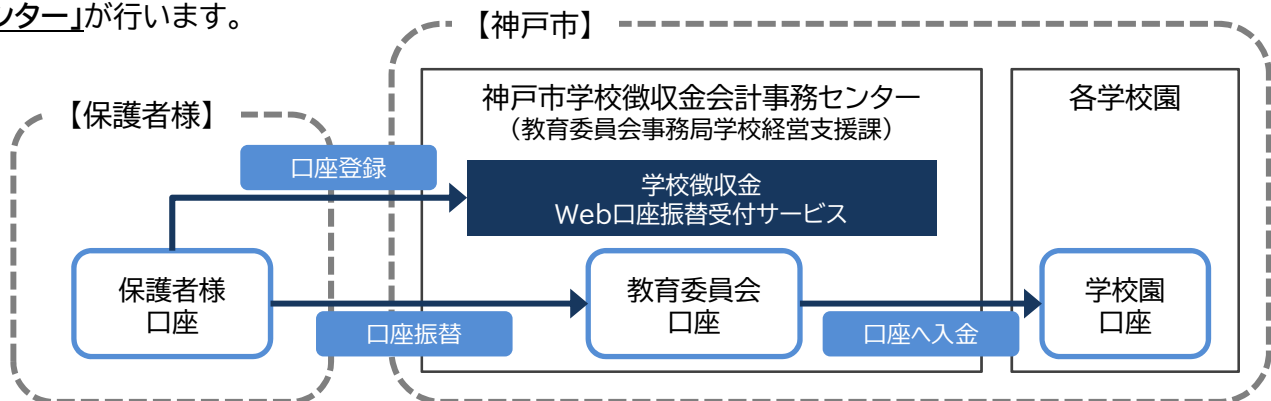 ンター」が行います。
【神戸市】
【保護者様】
神戸市学校徴収金会計事務センター
（教育委員会事務局学校経営支援課）
各学校園
口座登録
学校徴収金
Web口座振替受付サービス
保護者様
口座
口座振替
教育委員会
口座
口座へ入金
学校園
口座